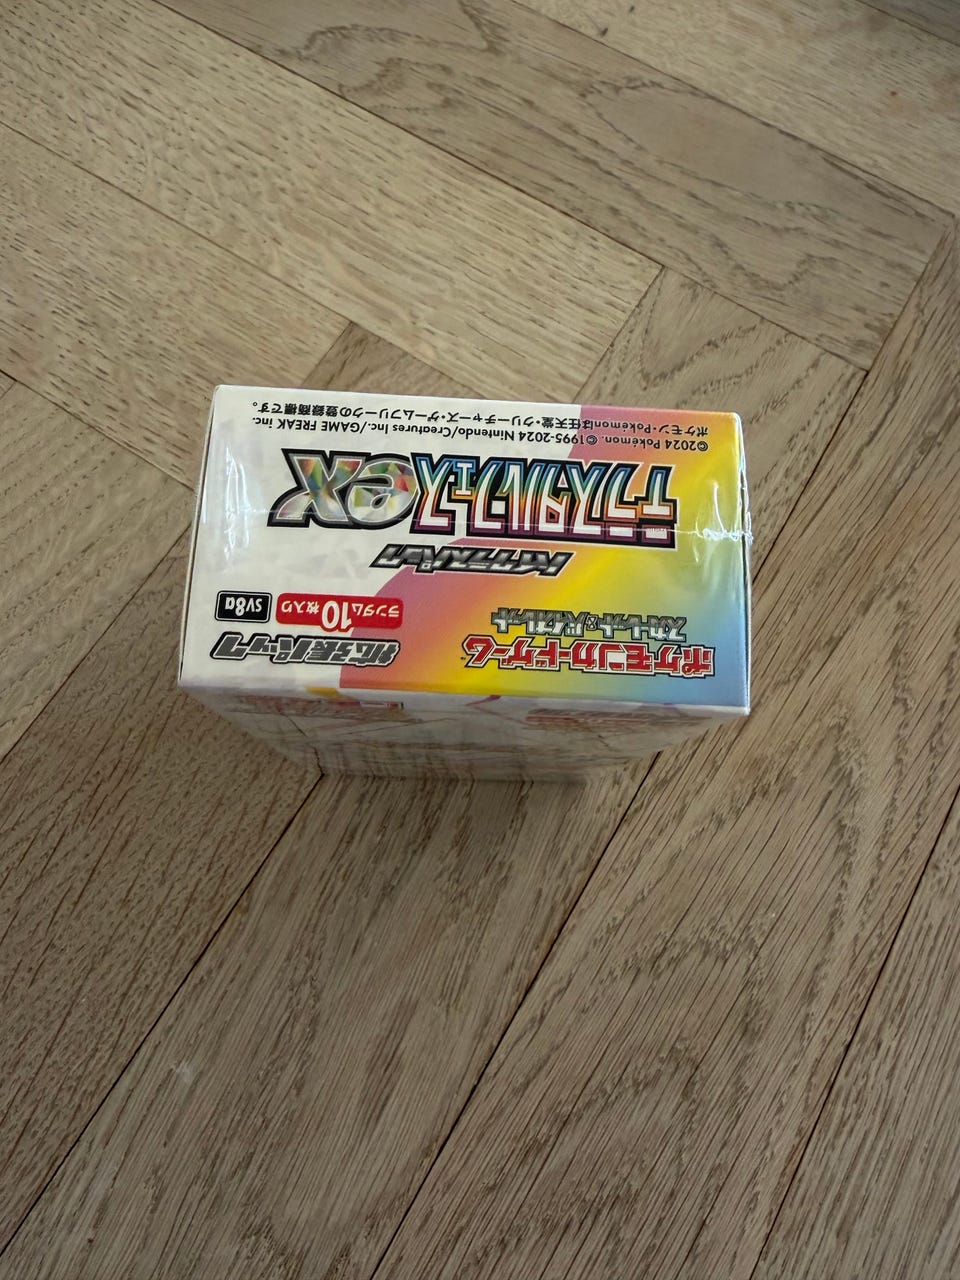 ポケモンカードゲーム
スカーレット&バイオレット
拡張パック
ランダム10枚入り
SV8a
ハイクラスパック
テラスタルフェスex
©2024 Pokémon. ©1995-2024 Nintendo/Creatures Inc./GAME FREAK inc.
ポケモン・Pokémonは任天堂・クリーチャーズ・ゲームフリークの登録商標です。